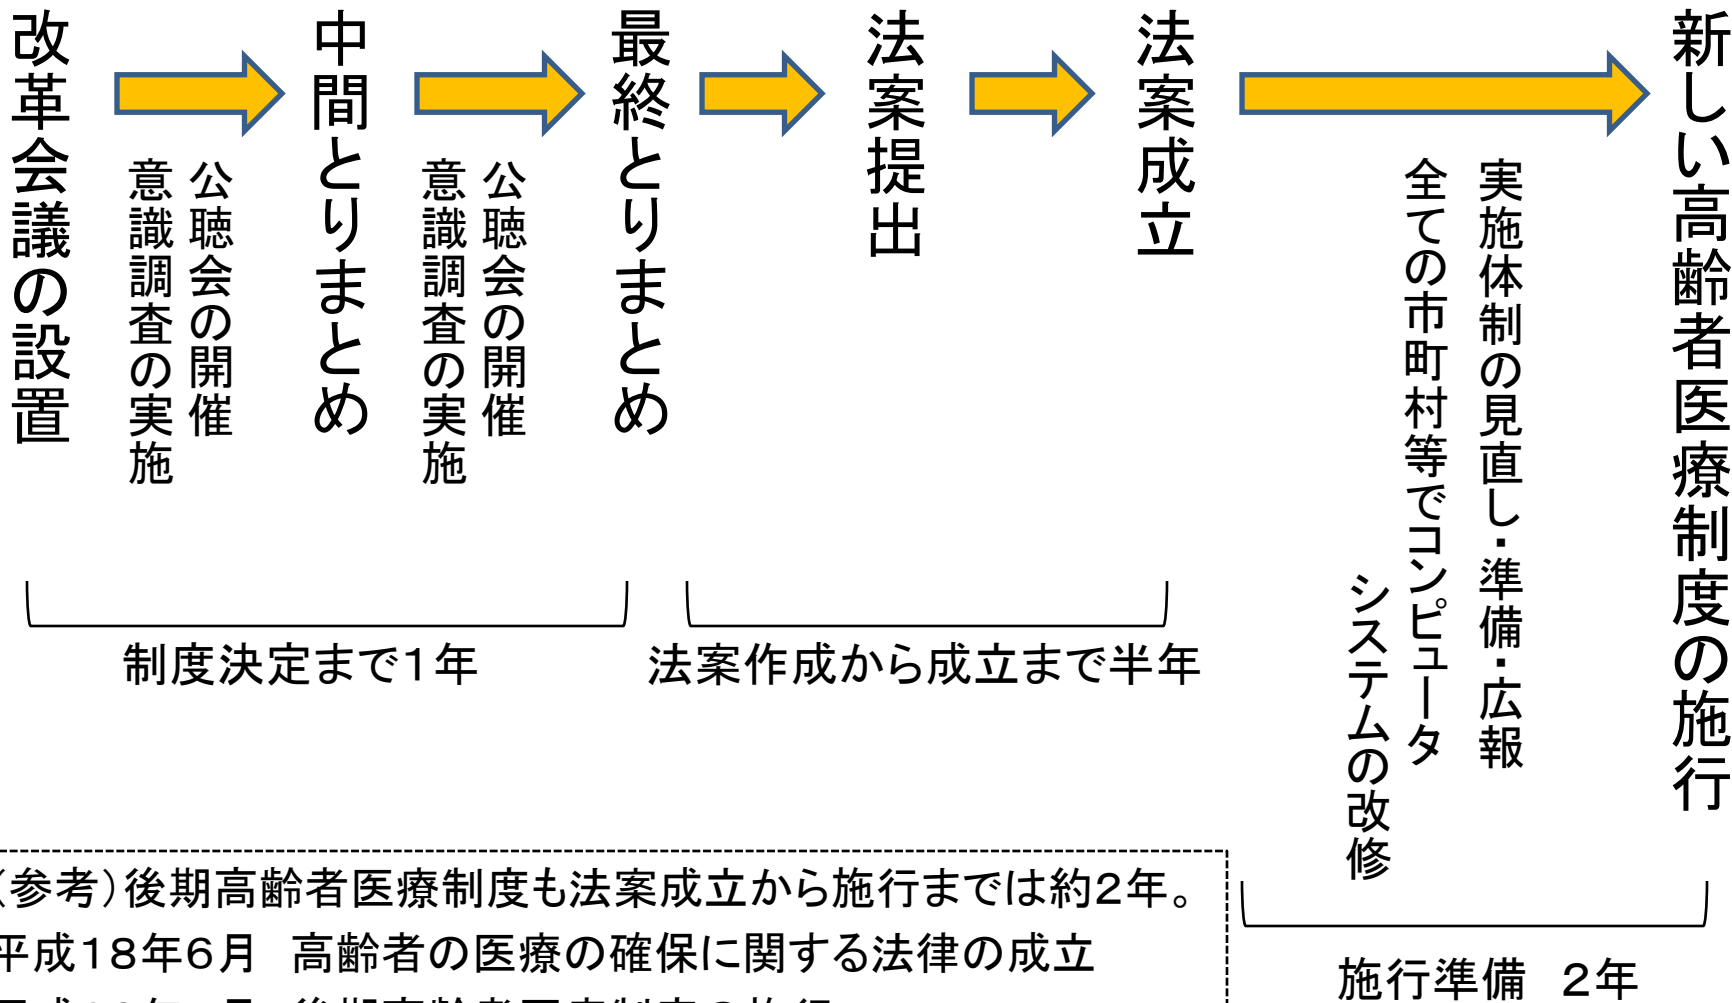 改革会議の設置
公聴会の開催
意識調査の実施
中間とりまとめ
公聴会の開催
意識調査の実施
最終とりまとめ
法案提出
法案成立
実施体制の見直し・準備・広報
全ての市町村等でコンピュータ
システムの改修
新しい高齢者医療制度の施行
制度決定まで１年
法案作成から成立まで半年
施行準備　２年
（参考）後期高齢者医療制度も法案成立から施行までは約２年。
平成１８年６月　高齢者の医療の確保に関する法律の成立